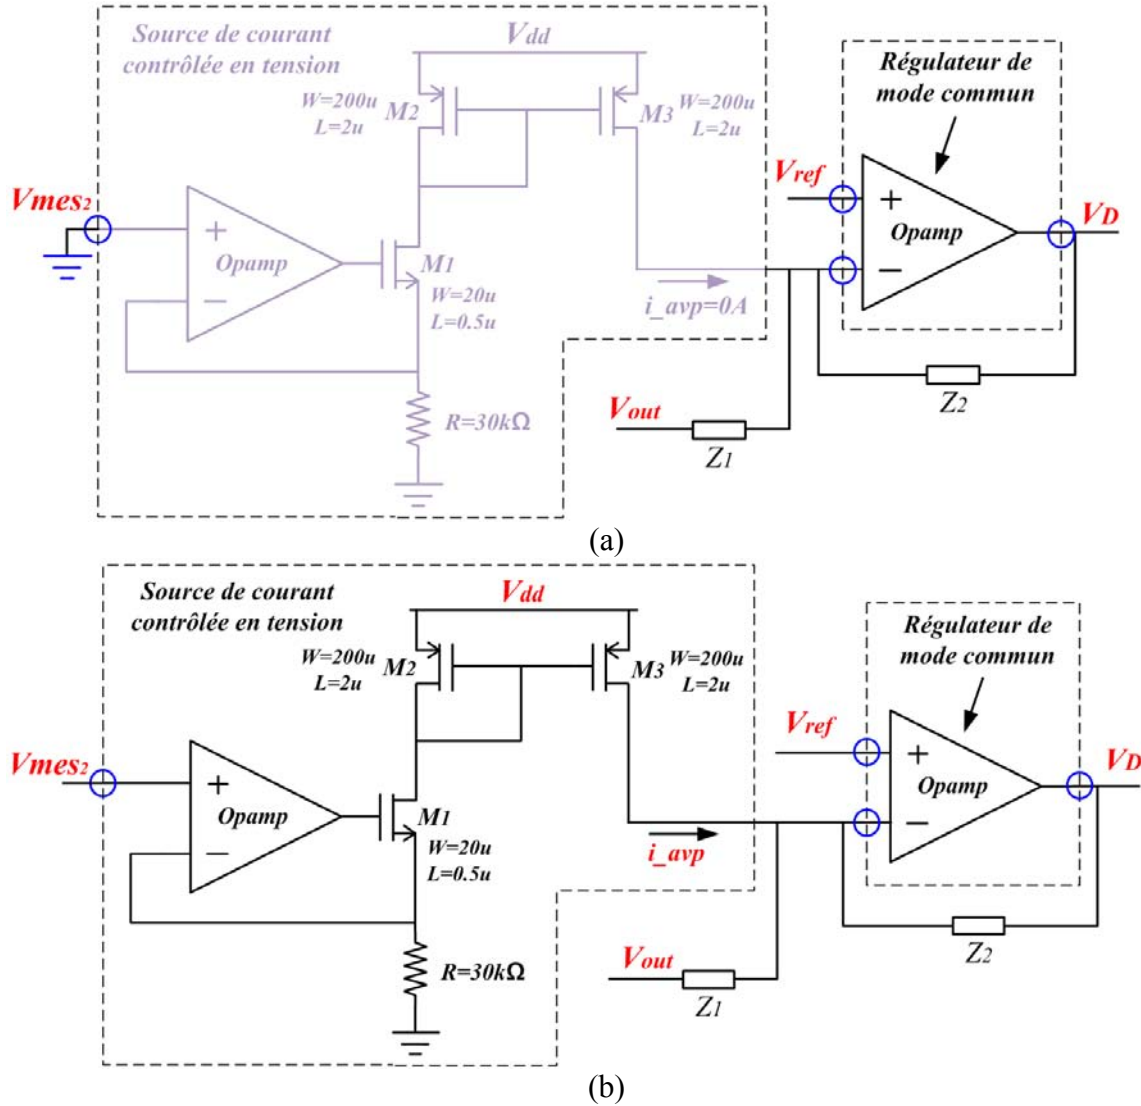 Source de courant
contrôlée en tension
Vdd
Régulateur de
mode commun
W=200u
L=2u
M2
M3
W=200u
L=2u
Vmes2
+
Opamp
−
M1
W=20u
L=0.5u
i_avp=0A
Vref
+
Opamp
−
VD
R=30kΩ
Vout
Z1
Z2
(a)
Source de courant
contrôlée en tension
Vdd
Régulateur de
mode commun
W=200u
L=2u
M2
M3
W=200u
L=2u
Vmes2
+
Opamp
−
M1
W=20u
L=0.5u
i_avp
Vref
+
Opamp
−
VD
R=30kΩ
Vout
Z1
Z2
(b)